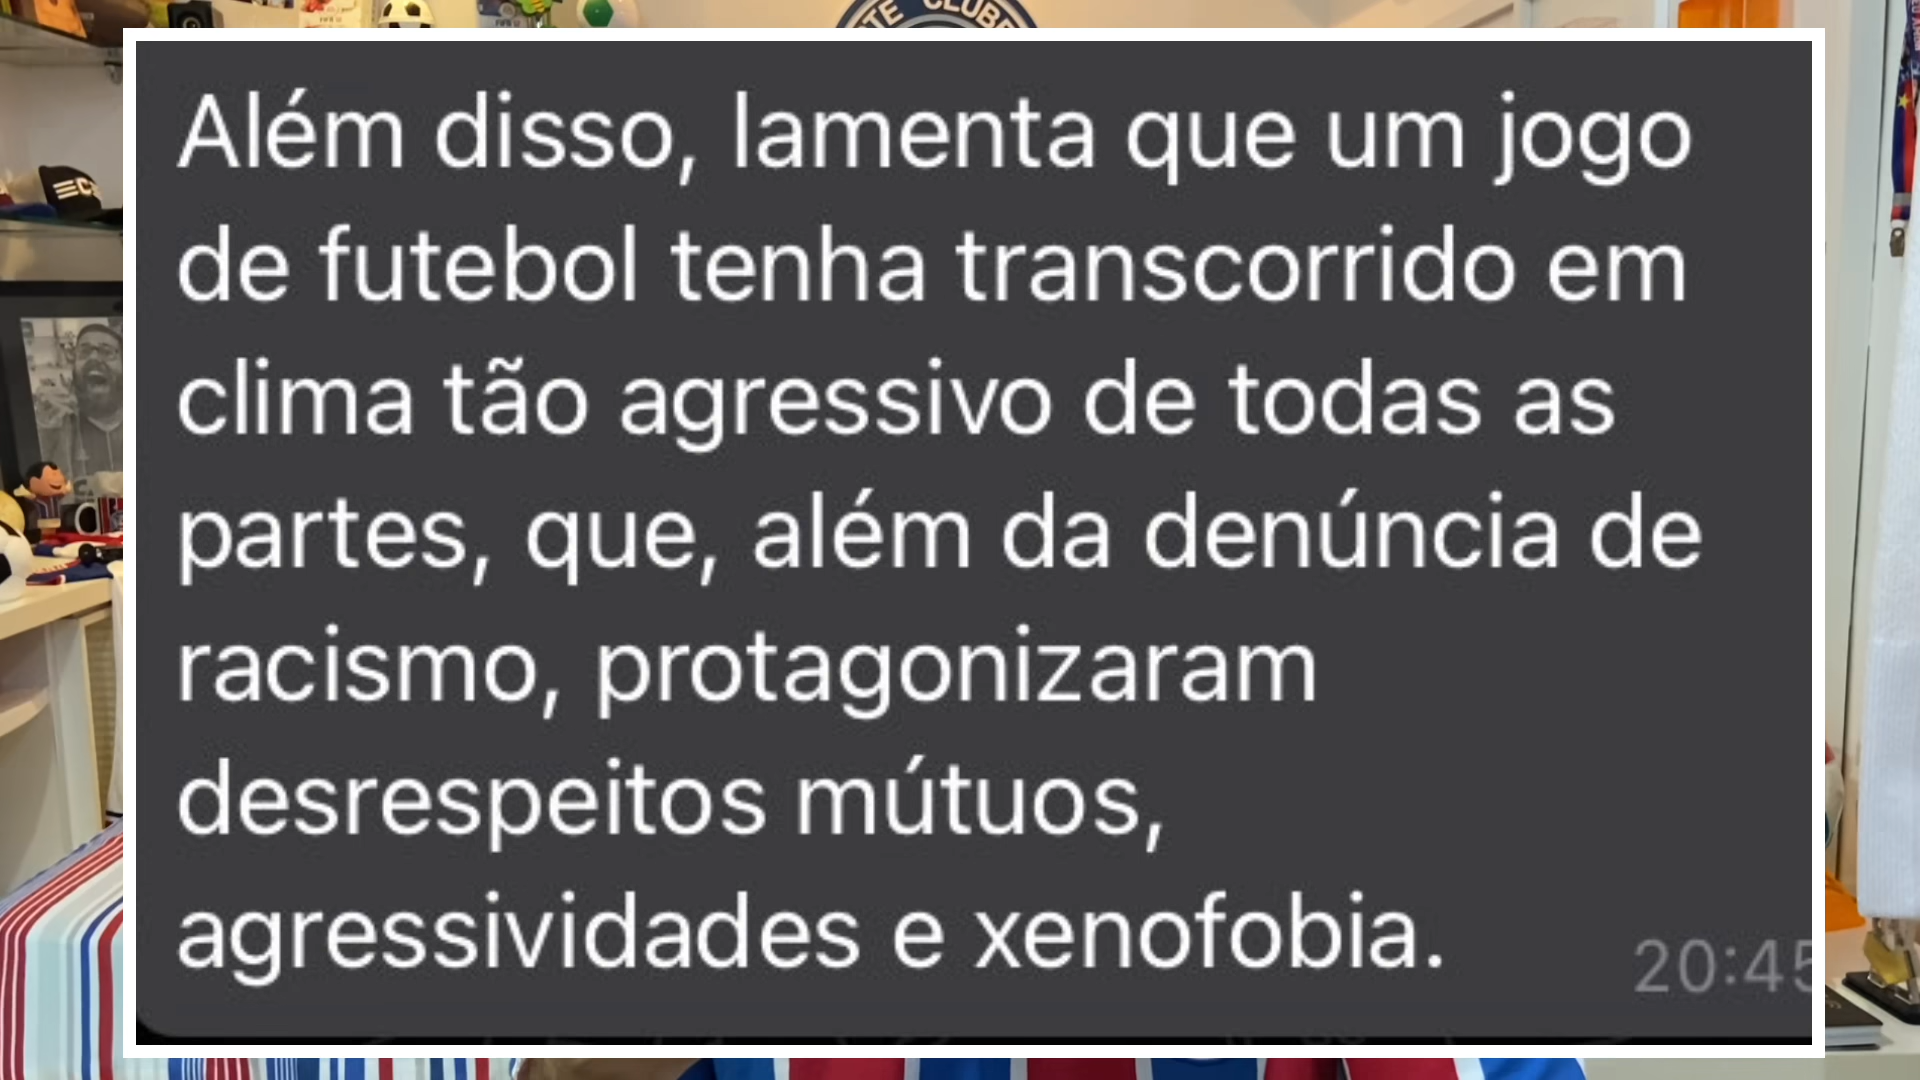 Além disso, lamenta que um jogo
de futebol tenha transcorrido em
clima tão agressivo de todas as
partes, que, além da denúncia de
racismo, protagonizaram
desrespeitos mútuos,
agressividades e xenofobia.
20:45